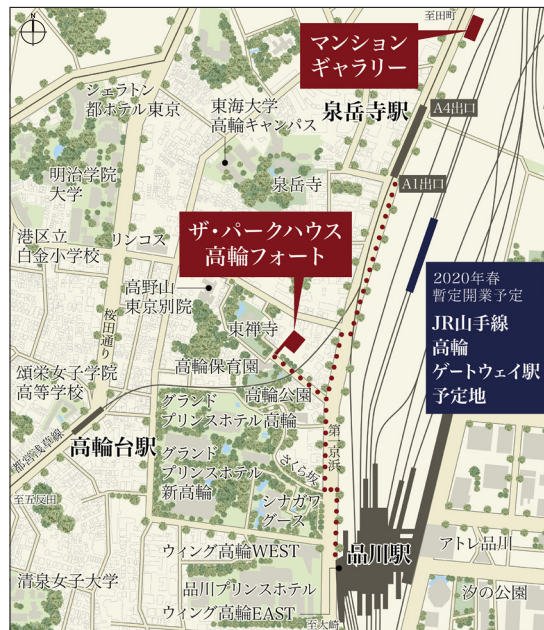 至田町
マンション
ギャラリー
ジェラトン
都ホテル東京
東海大学
高輪キャンパス
泉岳寺駅
A4出口
明治学院
大学
泉岳寺
A1出口
港区立
白金小学校
リンコス
ザ・パークハウス
高輪フォート
2020年春
暫定開業予定
JR山手線
高輪
ゲートウェイ駅
予定地
高野山
東京別院
桜田通り
東禅寺
頌栄女子学院
高等学校
高輪保育園
高輪公園
グランド
プリンスホテル高輪
都営浅草線
高輪台駅
第一京浜
グランド
プリンスホテル
新高輪
さくら坂
至五反田
シナガワ
グース
ウィング高輪WEST
品川駅
アトレ品川
清泉女子大学
品川プリンスホテル
汐の公園
ウィング高輪EAST
至大崎